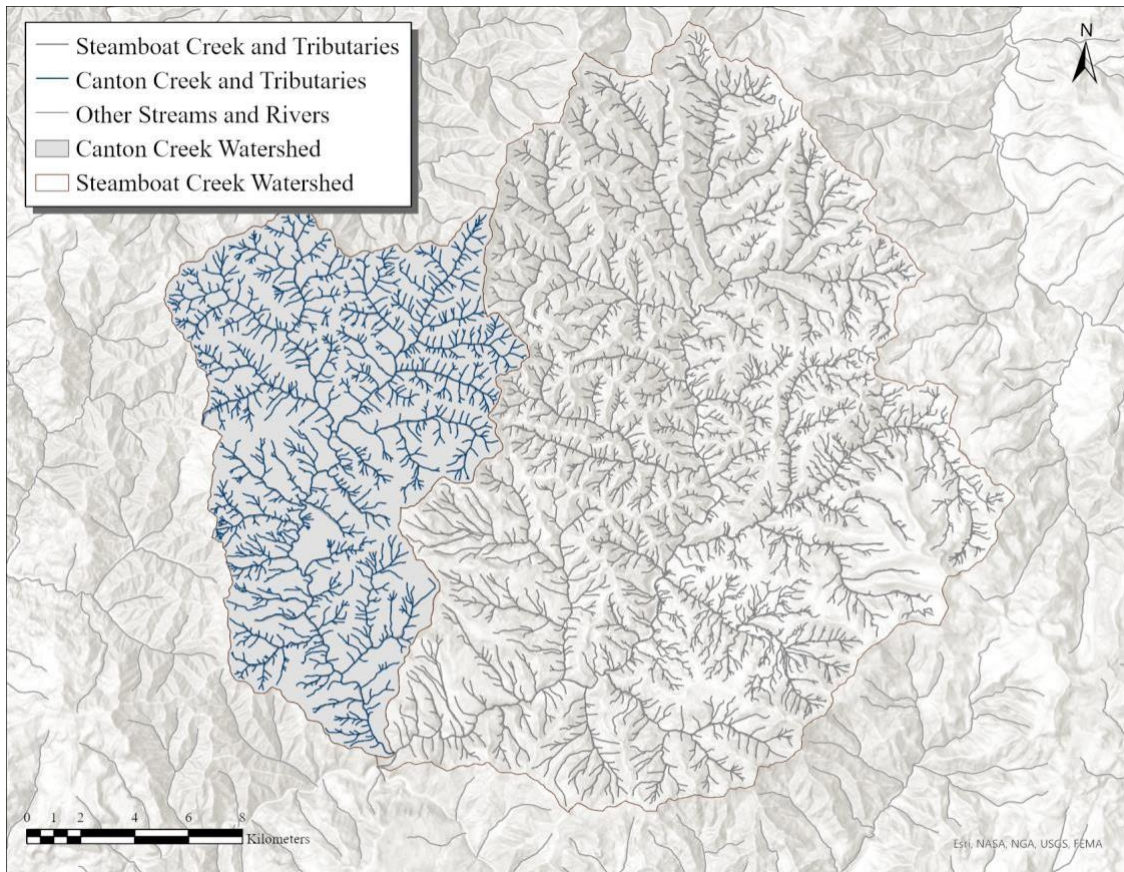 Steamboat Creek and Tributaries
Canton Creek and Tributaries
Other Streams and Rivers
Canton Creek Watershed
Steamboat Creek Watershed
N
0 1 2 4 6 8
Kilometers
Esri, NASA, NGA, USGS, FEMA